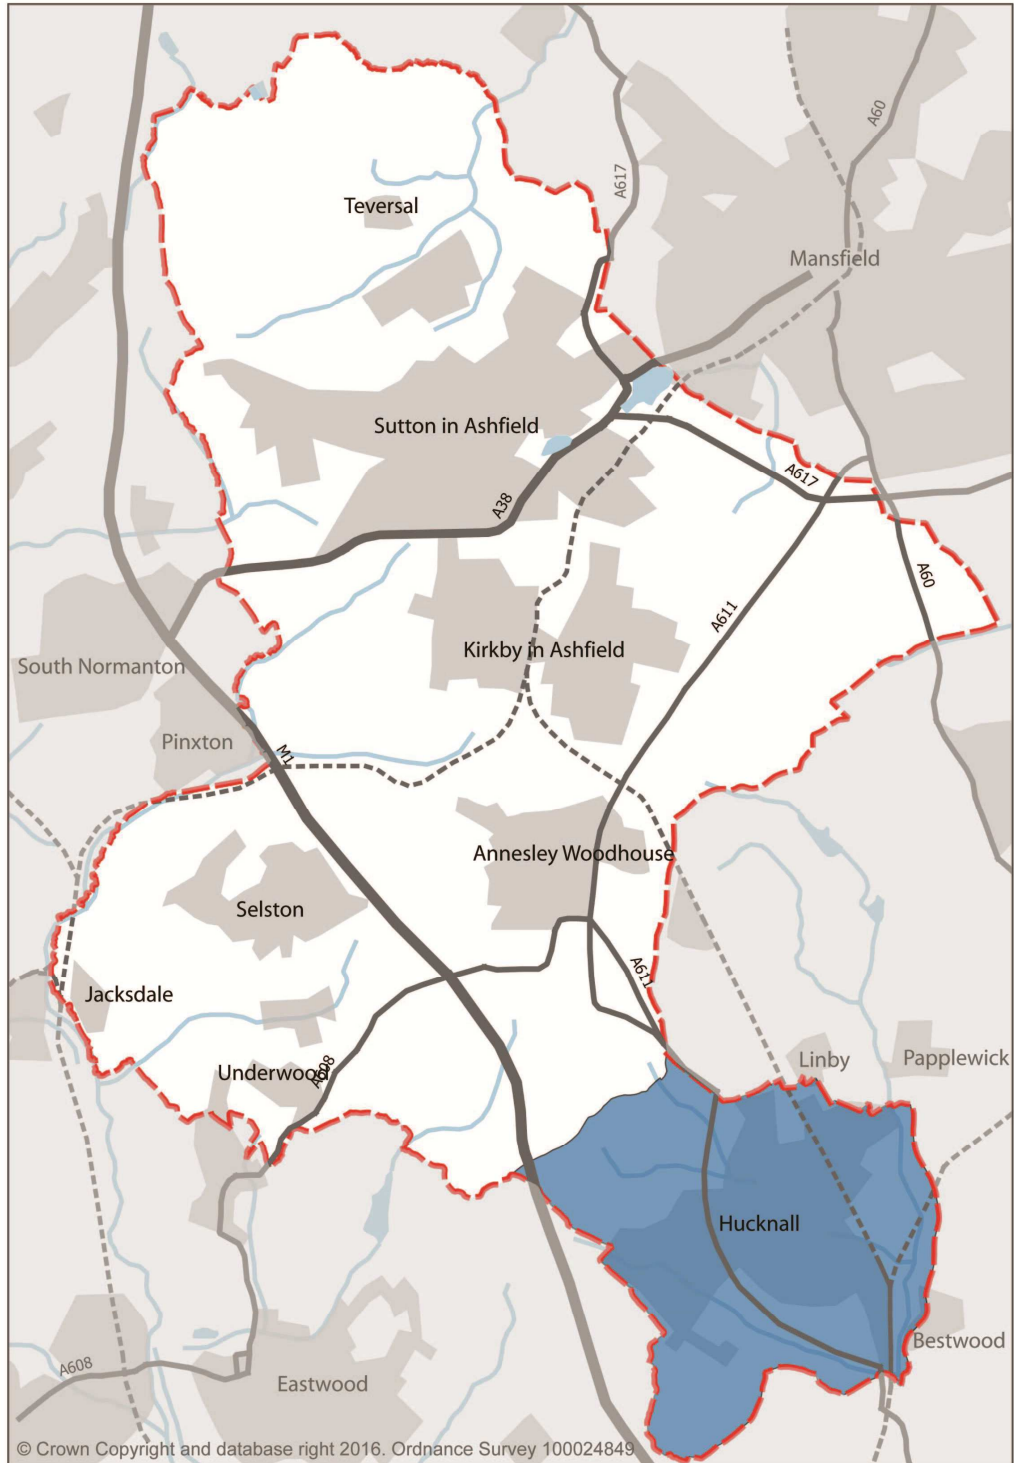 A60
A617
Teversal
Mansfield
Sutton in Ashfield
A617
A38
A60
A611
Kirkby in Ashfield
South Normanton
Pinxton
M1
Annesley Woodhouse
Selston
A611
Jacksdale
Linby
Papplewick
Underwood
A608
Hucknall
Bestwood
A608
Eastwood
© Crown Copyright and database right 2016. Ordnance Survey 100024849